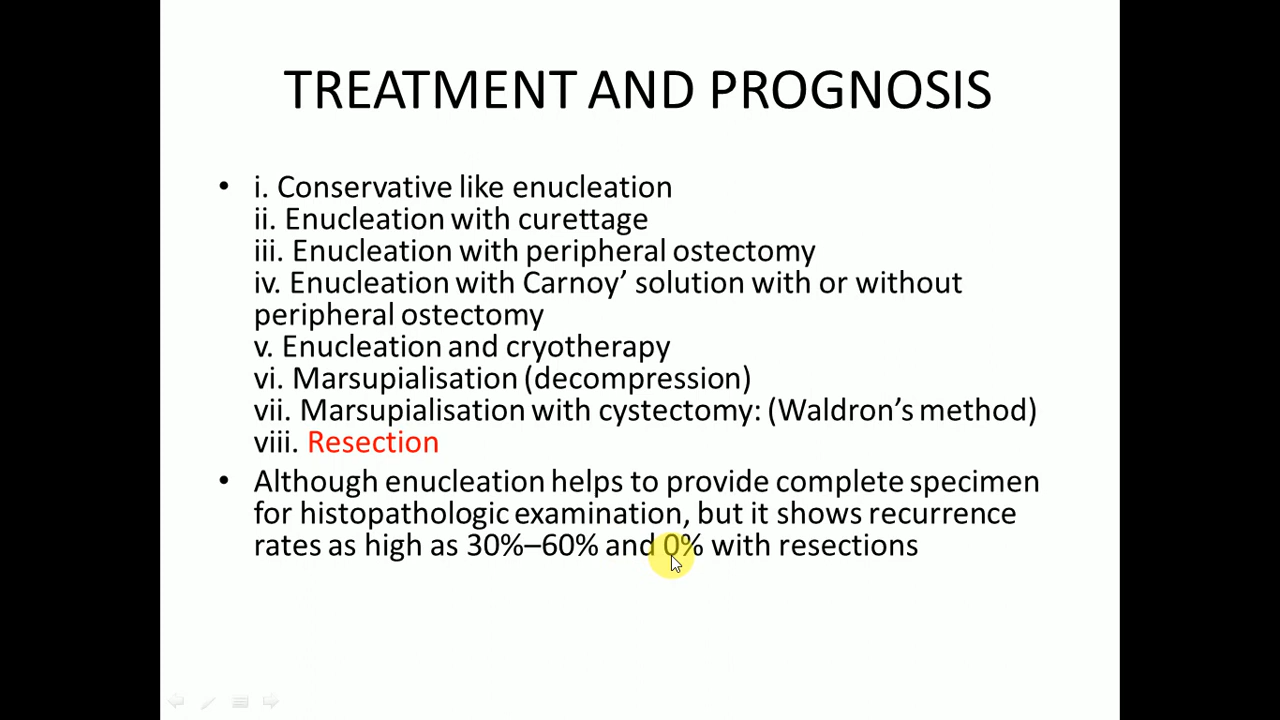 TREATMENT AND PROGNOSIS
• i. Conservative like enucleation
ii. Enucleation with curettage
iii. Enucleation with peripheral ostectomy
iv. Enucleation with Carnoy’ solution with or without
peripheral ostectomy
v. Enucleation and cryotherapy
vi. Marsupialisation (decompression)
vii. Marsupialisation with cystectomy: (Waldron’s method)
viii. Resection
• Although enucleation helps to provide complete specimen
for histopathologic examination, but it shows recurrence
rates as high as 30%–60% and 0% with resections